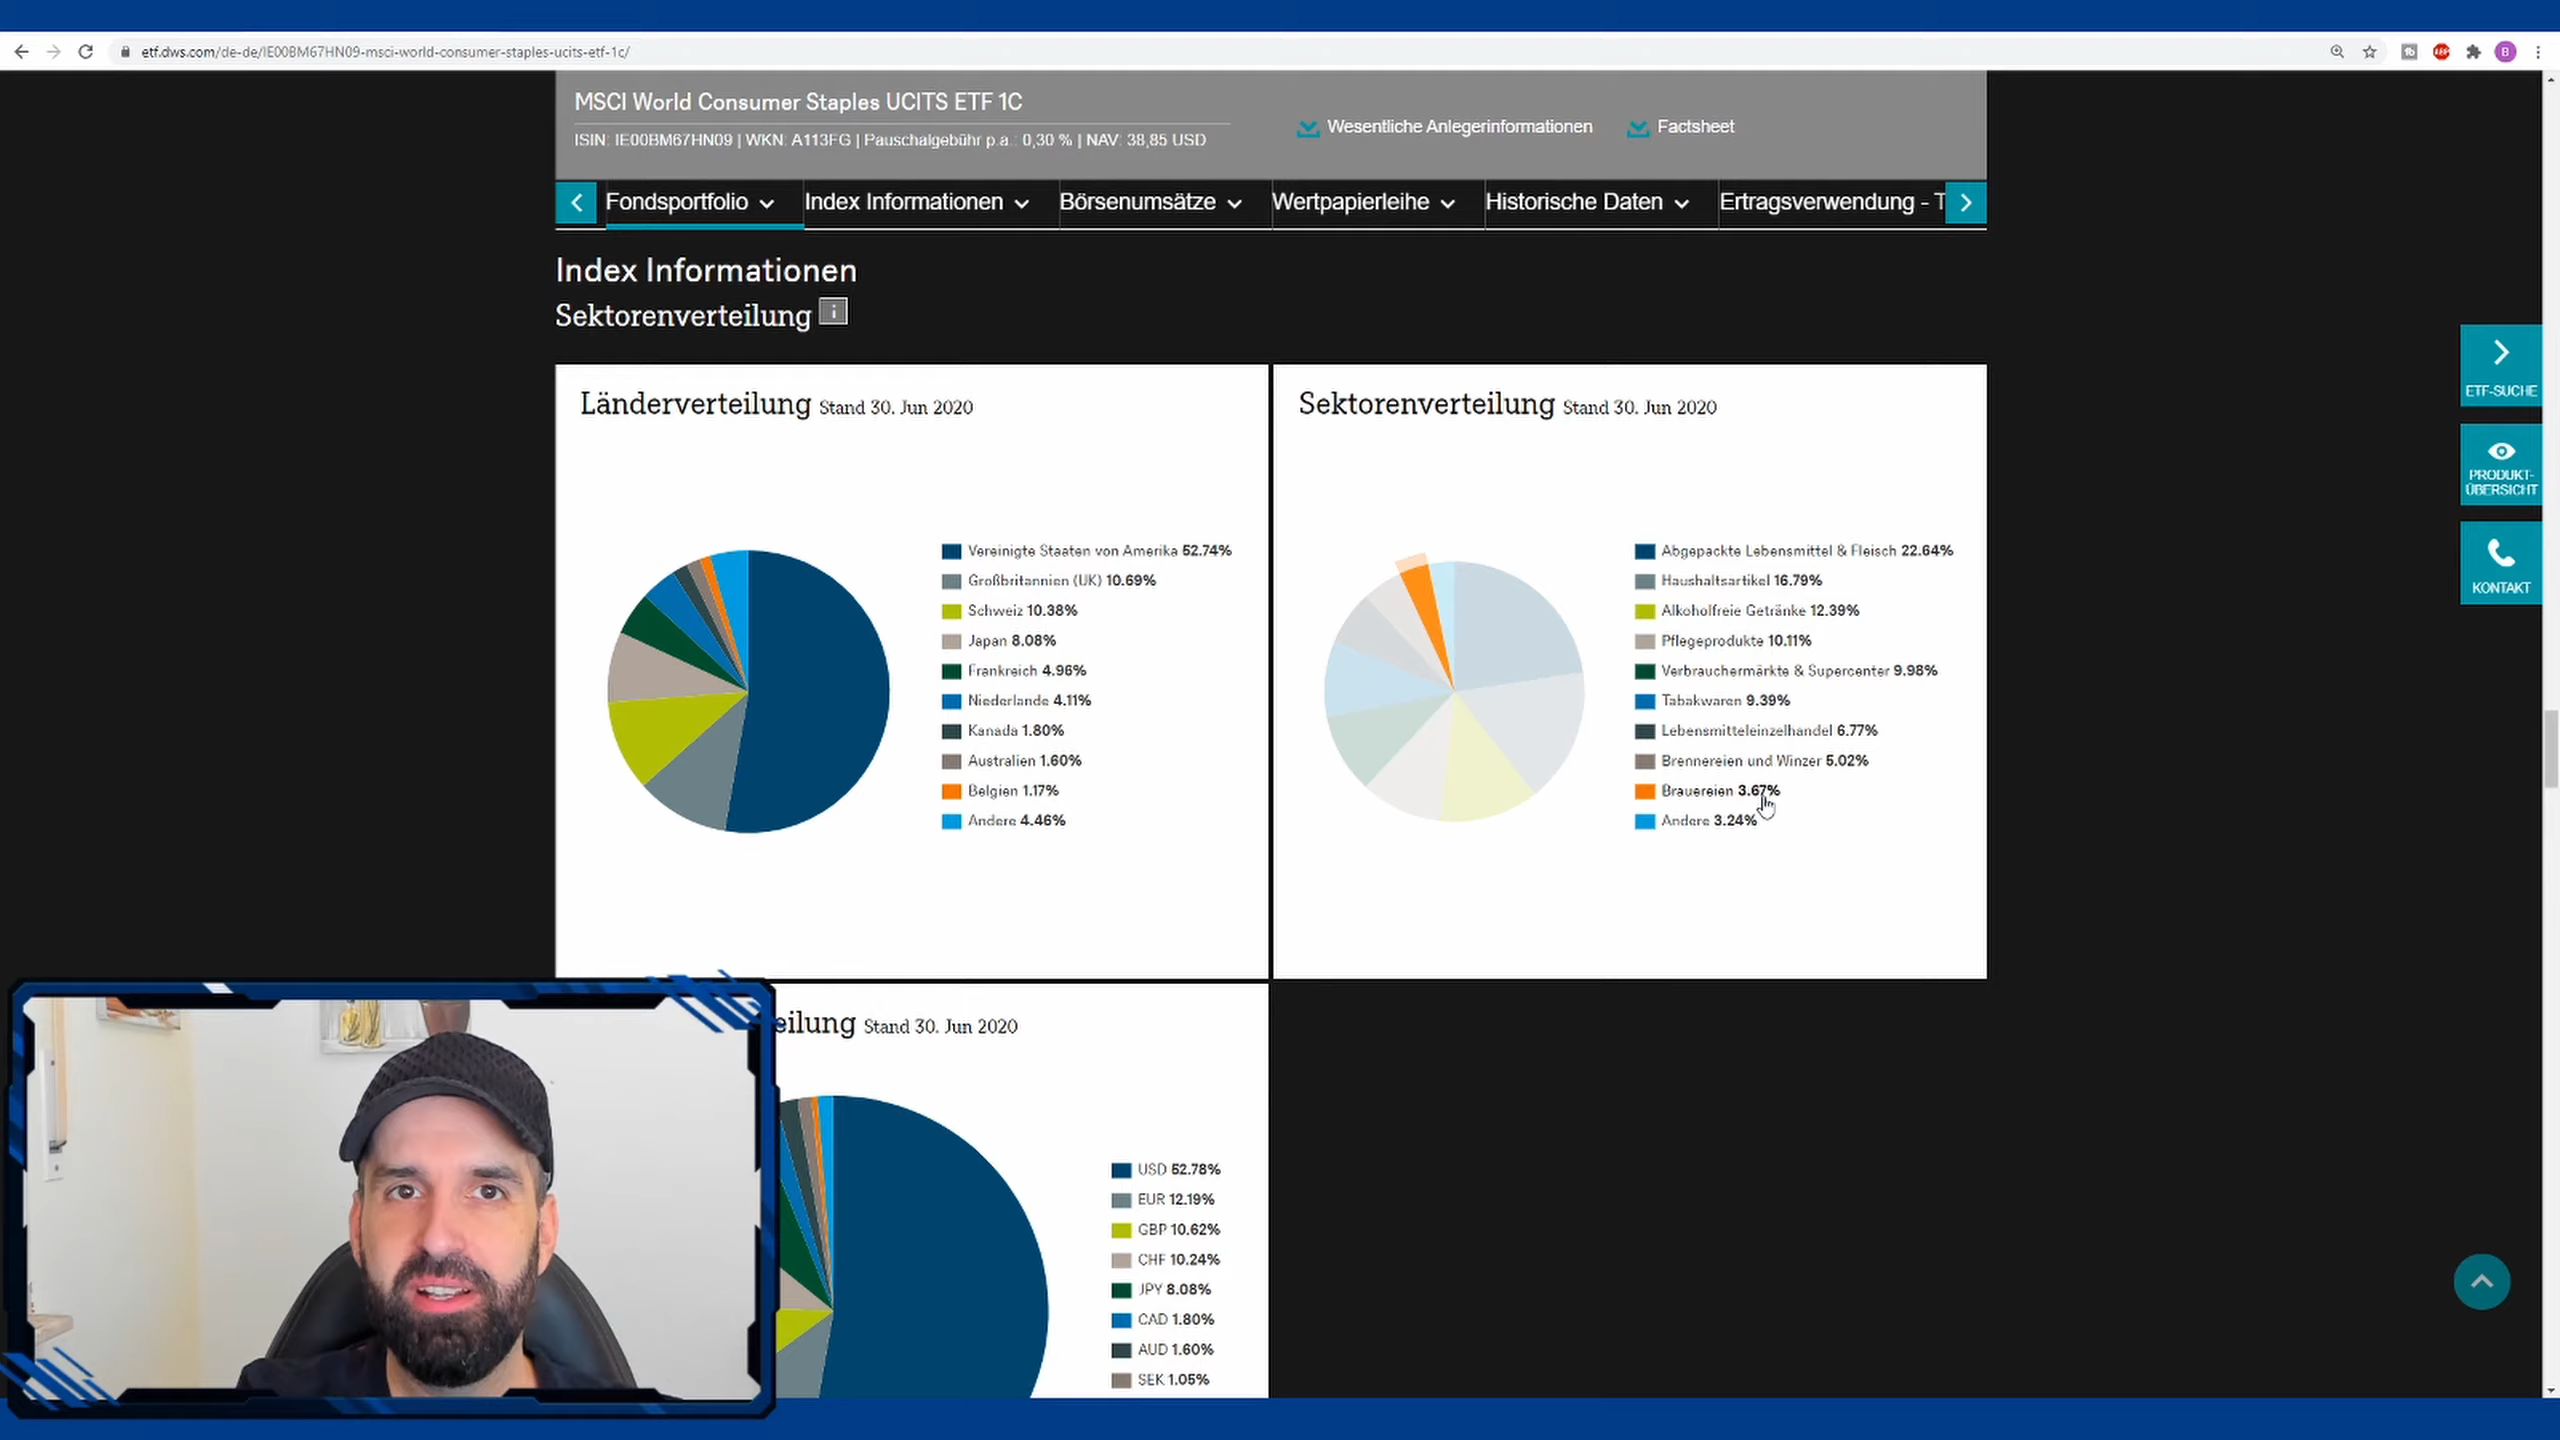 etf.dws.com/de-de/IE00BM67HN09-msci-world-consumer-staples-ucits-etf-1c/
ABP
B
MSCI World Consumer Staples UCITS ETF 1C
ISIN: IE00BM67HN09 | WKN: A113FG | Pauschalgebühr p.a.: 0,30 % | NAV: 38,85 USD
Wesentliche Anlegerinformationen
Factsheet
Fondsportfolio
Index Informationen
Börsenumsätze
Wertpapierleihe
Historische Daten
Ertragsverwendung - T
Index Informationen
Sektorenverteilung i
ETF-SUCHE
PRODUKT-
ÜBERSICHT
KONTAKT
Länderverteilung Stand 30. Jun 2020
Vereinigte Staaten von Amerika 52.74%
Großbritannien (UK) 10.69%
Schweiz 10.38%
Japan 8.08%
Frankreich 4.96%
Niederlande 4.11%
Kanada 1.80%
Australien 1.60%
Belgien 1.17%
Andere 4.46%
Sektorenverteilung Stand 30. Jun 2020
Abgepackte Lebensmittel & Fleisch 22.64%
Haushaltsartikel 16.79%
Alkoholfreie Getränke 12.39%
Pflegeprodukte 10.11%
Verbrauchermärkte & Supercenter 9.98%
Tabakwaren 9.39%
Lebensmitteleinzelhandel 6.77%
Brennereien und Winzer 5.02%
Brauereien 3.67%
Andere 3.24%
eilung Stand 30. Jun 2020
USD 52.78%
EUR 12.19%
GBP 10.62%
CHF 10.24%
JPY 8.08%
CAD 1.80%
AUD 1.60%
SEK 1.05%